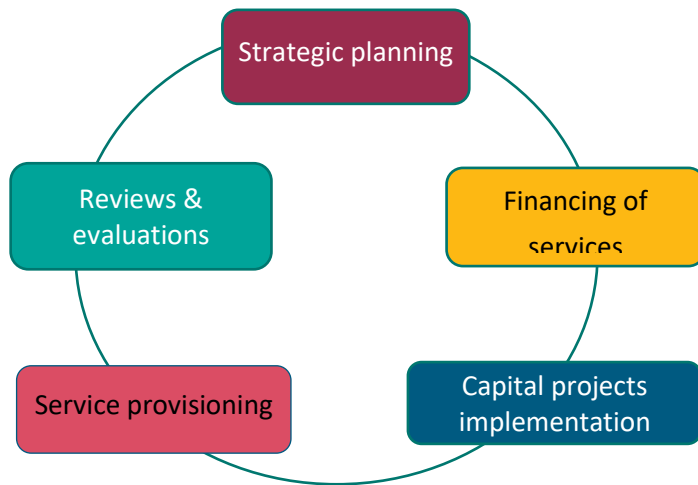 Strategic planning
Financing of
services
Capital projects
implementation
Service provisioning
Reviews &
evaluations